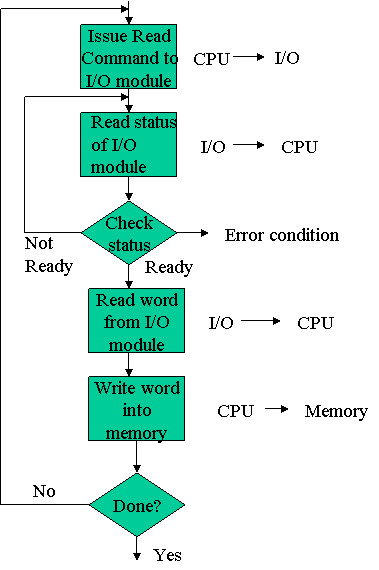 Issue Read
Command to
I/O module
CPU
I/O
Read status
of I/O
module
I/O
CPU
Check
status
Error condition
Not
Ready
Ready
Read word
from I/O
module
I/O
CPU
Write word
into
memory
CPU
Memory
No
Done?
Yes